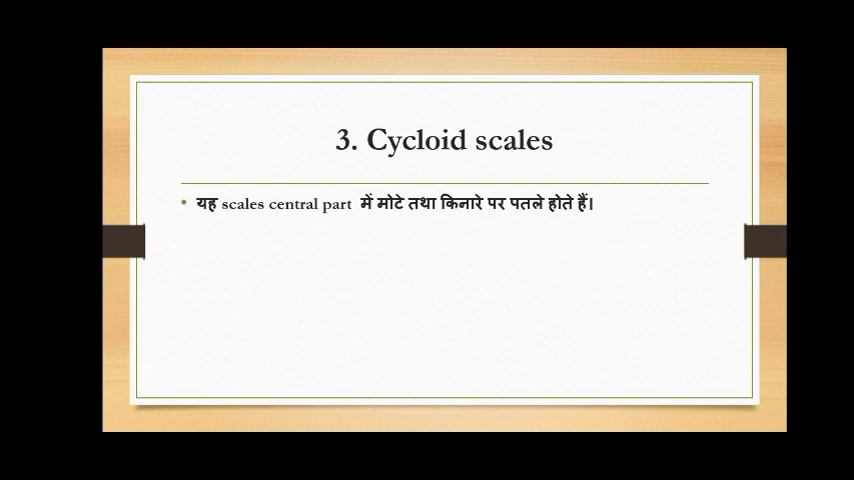 3. Cycloid scales
• यह scales central part में मोटे तथा किनारे पर पतले होते हैं।